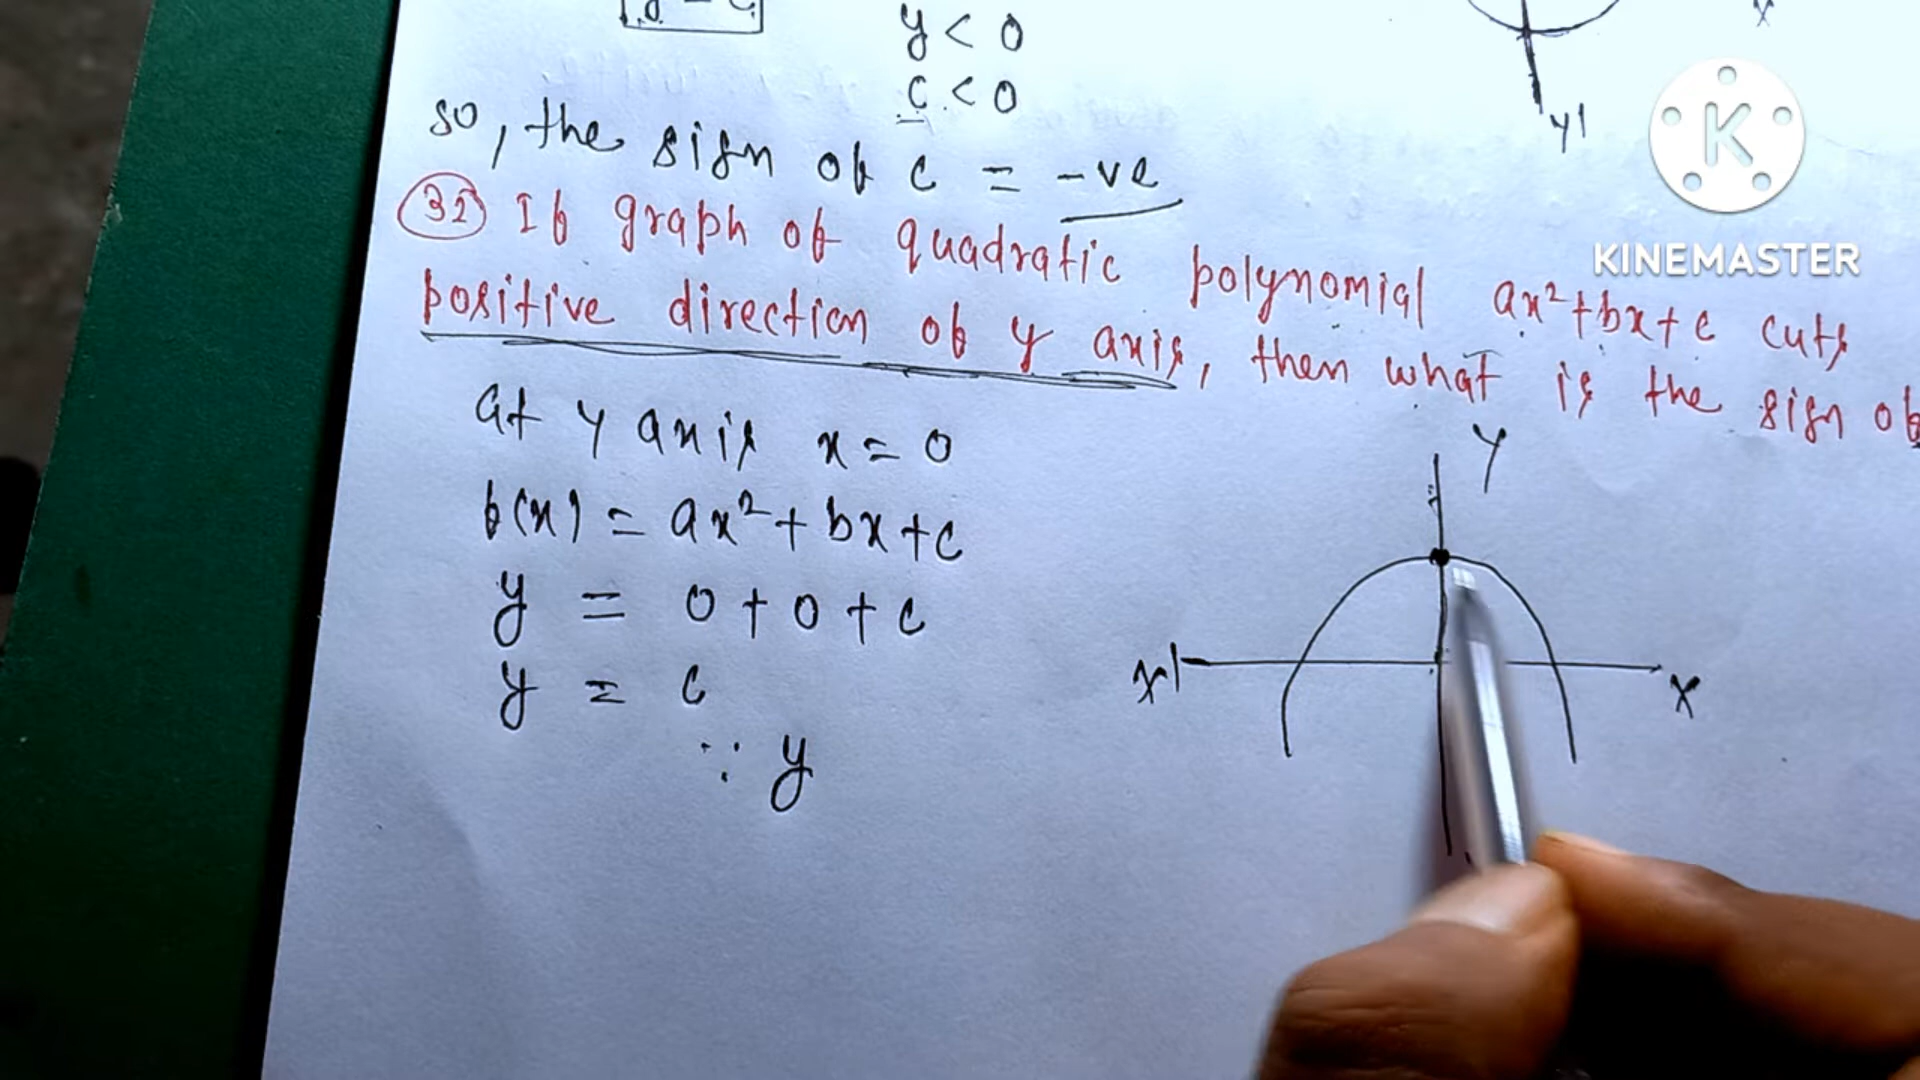 y < 0
c < 0
so, the sign of c = -ve
32 If graph of quadratic polynomial ax²+bx+c cuts
positive direction of y axis, then what is the sign of
at y axis x = 0
f(x) = ax²+bx+c
y = 0+0+c
y = c
∵ y
X
Y'
Y
X'
X
K
KINEMASTER